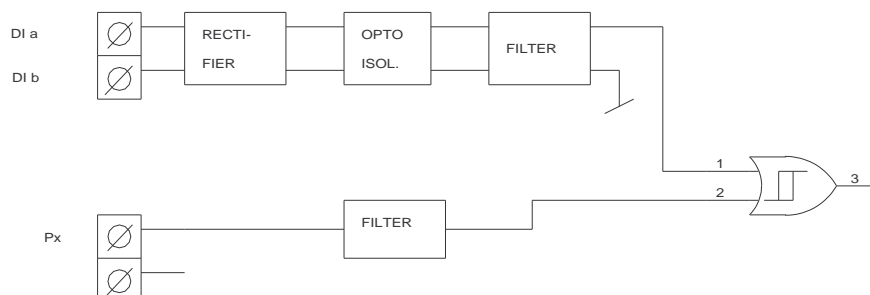 DI a
DI b
RECTI-
FIER
OPTO
ISOL.
FILTER
1
2
3
Px
FILTER